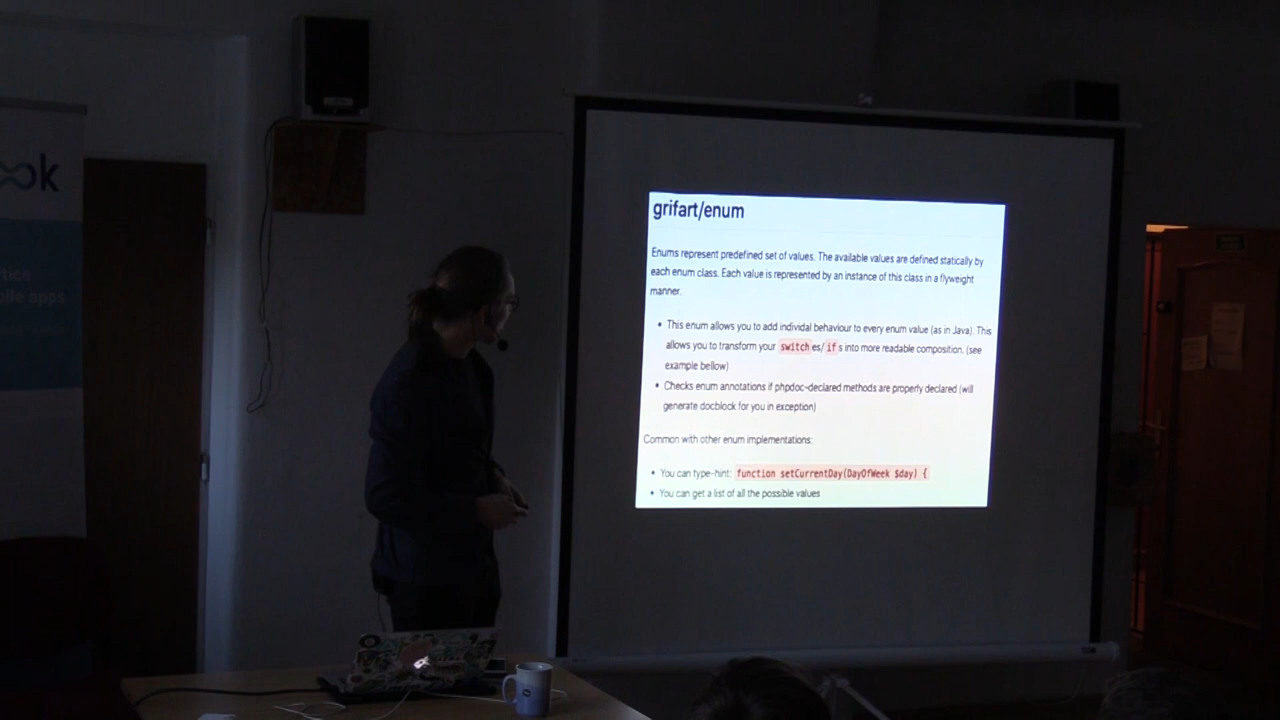 grifart/enum
Enums represent predefined set of values. The available values are defined statically by
each enum class. Each value is represented by an instance of this class in a flyweight
manner.
• This enum allows you to add individal behaviour to every enum value (as in Java). This
allows you to transform your switch es/ if s into more readable composition. (see
example bellow)
• Checks enum annotations if phpdoc-declared methods are properly declared (will
generate docblock for you in exception)
Common with other enum implementations:
• You can type-hint: function setCurrentDay(DayOfWeek $day) {
• You can get a list of all the possible values
ok
tics
bile apps